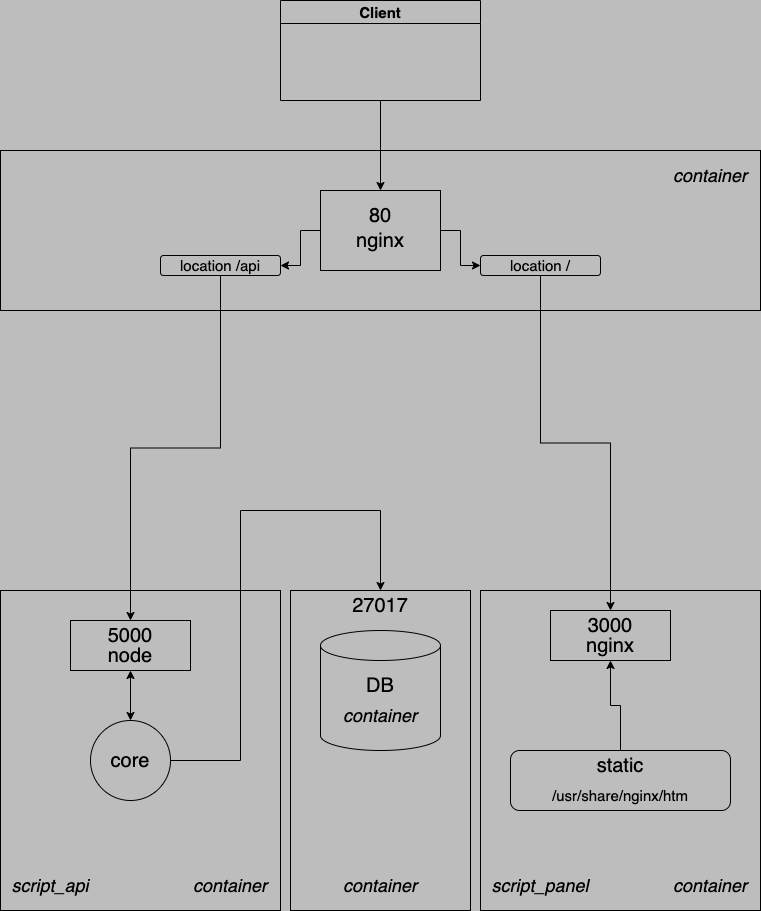 Client
container
80
nginx
location /api
location /
27017
5000
node
3000
nginx
DB
container
core
static
/usr/share/nginx/htm
script_api
container
container
script_panel
container